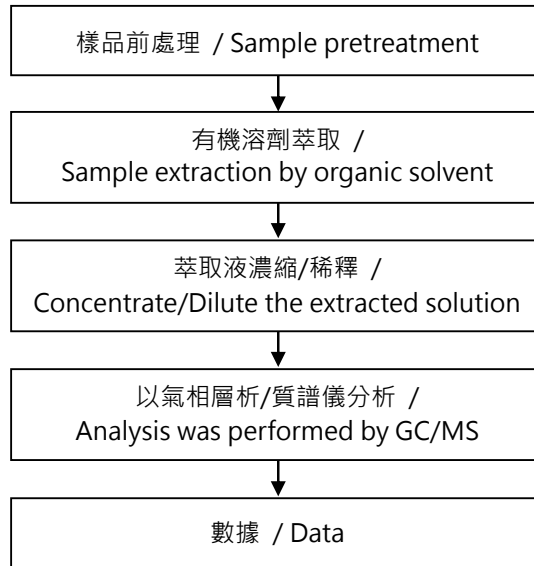 樣品前處理 / Sample pretreatment
有機溶劑萃取 /
Sample extraction by organic solvent
萃取液濃縮/稀釋 /
Concentrate/Dilute the extracted solution
以氣相層析/質譜儀分析 /
Analysis was performed by GC/MS
數據 / Data